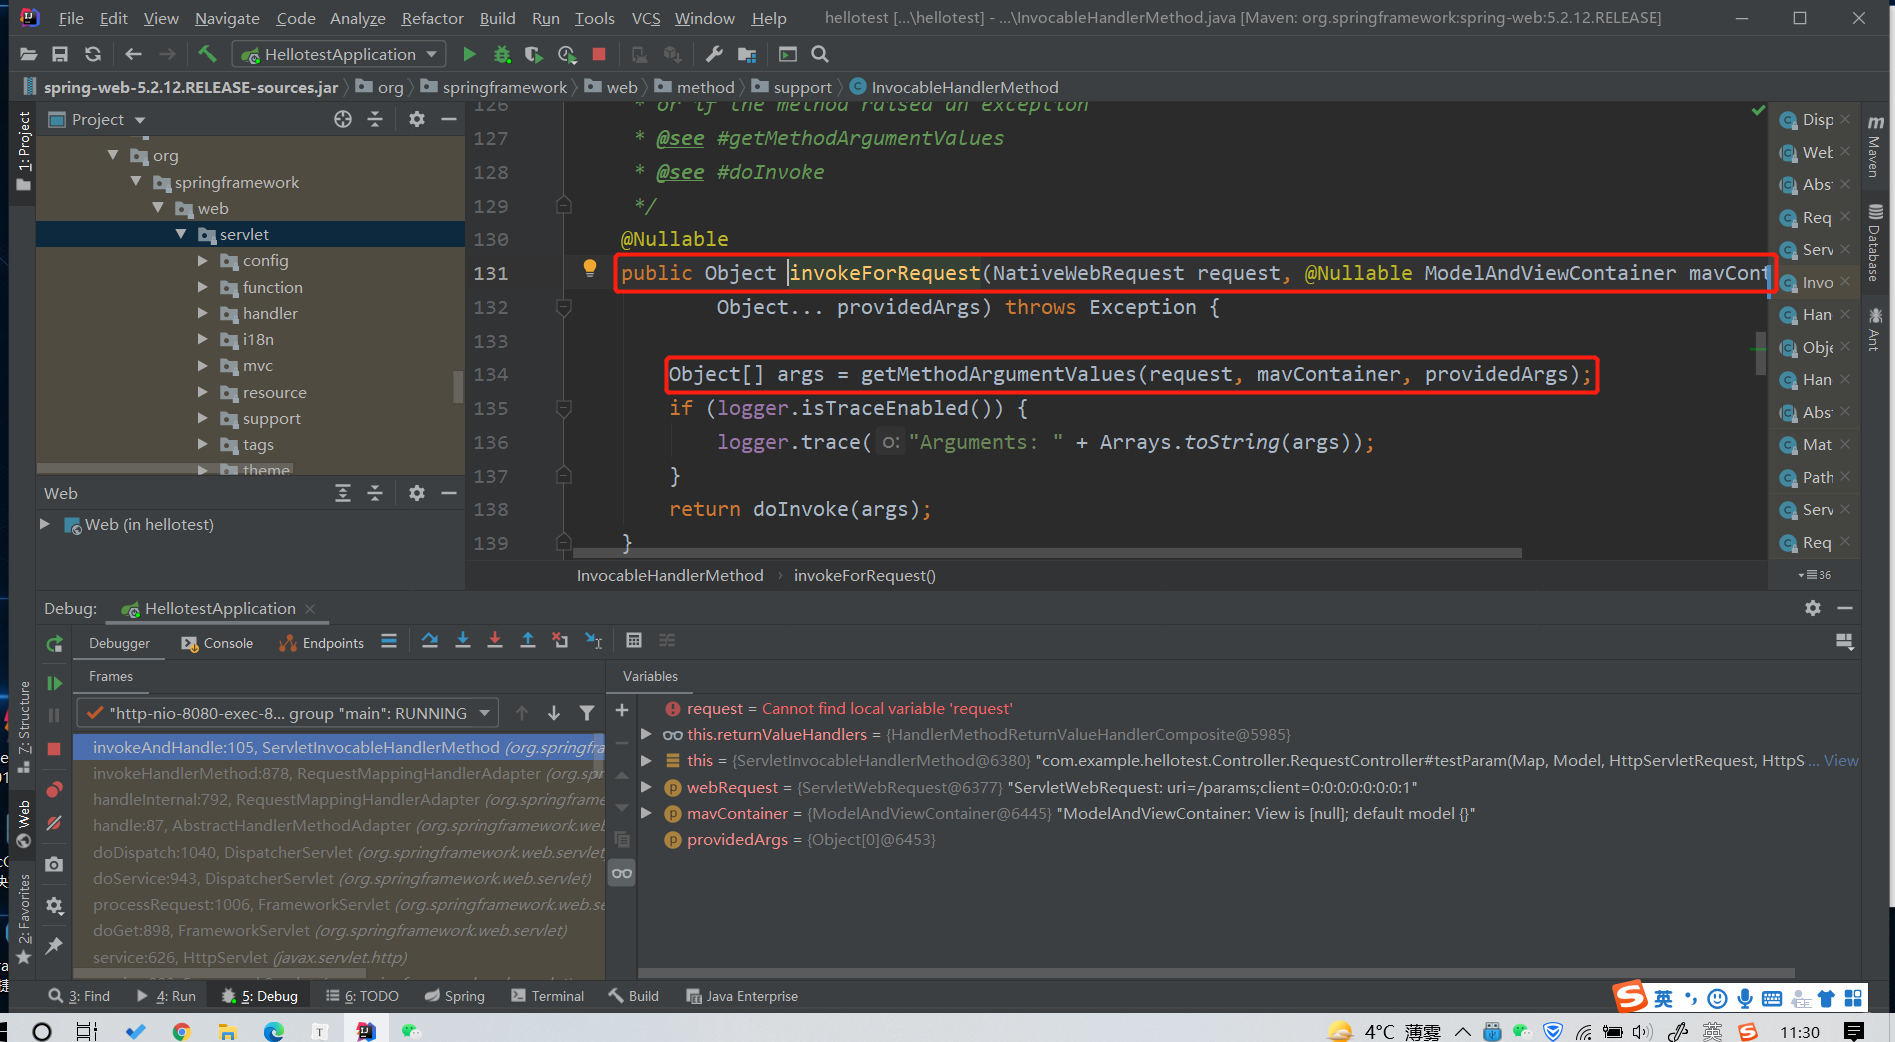 File Edit View Navigate Code Analyze Refactor Build Run Tools VCS Window Help hellotest [...\hellotest] - ...\InvocableHandlerMethod.java [Maven: org.springframework:spring-web:5.2.12.RELEASE]
HellotestApplication
spring-web-5.2.12.RELEASE-sources.jar org springframework web method support InvocableHandlerMethod
1: Project
Project
org
springframework
web
servlet
config
function
handler
i18n
mvc
resource
support
tags
theme
Web
Web (in hellotest)
126 * or if the method raised an exception
127 * @see #getMethodArgumentValues
128 * @see #doInvoke
129 */
130 @Nullable
131 public Object invokeForRequest(NativeWebRequest request, @Nullable ModelAndViewContainer mavCont
132 Object... providedArgs) throws Exception {
133
134 Object[] args = getMethodArgumentValues(request, mavContainer, providedArgs);
135 if (logger.isTraceEnabled()) {
136 logger.trace( o: "Arguments: " + Arrays.toString(args));
137 }
138 return doInvoke(args);
139 }
InvocableHandlerMethod › invokeForRequest()
Disp
Web
Abs
Req
Serv
Invo
Han
Obje
Han
Abs
Mat
Path
Serv
Req
36
Maven
Database
Ant
Debug: HellotestApplication
Debugger Console Endpoints
Frames
"http-nio-8080-exec-8... group "main": RUNNING
invokeAndHandle:105, ServletInvocableHandlerMethod (org.springfra
invokeHandlerMethod:878, RequestMappingHandlerAdapter (org.spr
handleInternal:792, RequestMappingHandlerAdapter (org.springframe
handle:87, AbstractHandlerMethodAdapter (org.springframework.web
doDispatch:1040, DispatcherServlet (org.springframework.web.servlet
doService:943, DispatcherServlet (org.springframework.web.servlet)
processRequest:1006, FrameworkServlet (org.springframework.web.se
doGet:898, FrameworkServlet (org.springframework.web.servlet)
service:626, HttpServlet (javax.servlet.http)
Variables
request = Cannot find local variable 'request'
this.returnValueHandlers = {HandlerMethodReturnValueHandlerComposite@5985}
this = {ServletInvocableHandlerMethod@6380} "com.example.hellotest.Controller.RequestController#testParam(Map, Model, HttpServletRequest, HttpS ... View
webRequest = {ServletWebRequest@6377} "ServletWebRequest: uri=/params;client=0:0:0:0:0:0:0:1"
mavContainer = {ModelAndViewContainer@6445} "ModelAndViewContainer: View is [null]; default model {}"
providedArgs = {Object[0]@6453}
Z: Structure
Web
2: Favorites
3: Find 4: Run 5: Debug 6: TODO Spring Terminal Build Java Enterprise
英
4°C 薄雾 英 11:30